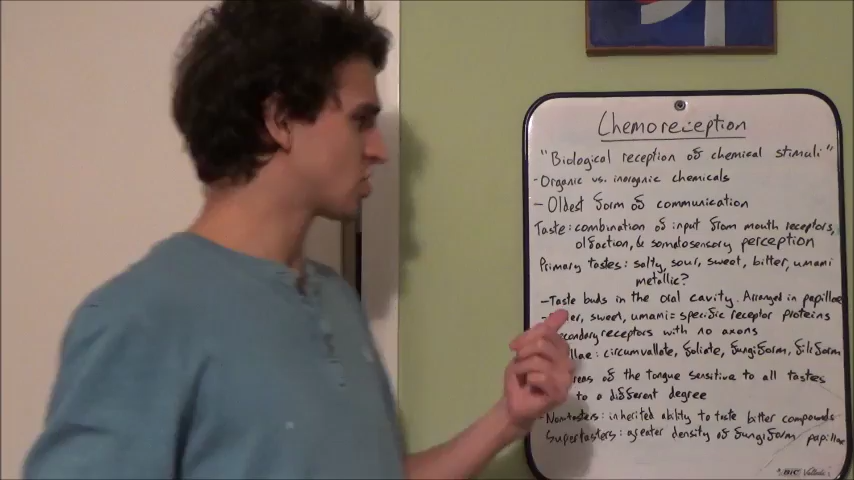 Chemoreception
"Biological reception of chemical stimuli"
- Organic vs. inorganic chemicals
- Oldest form of communication
Taste: combination of input from mouth receptors,
olfaction, & somatosensory perception
Primary tastes: salty, sour, sweet, bitter, umami
metallic?
- Taste buds in the oral cavity. Arranged in papillae
sweet, umami = specific receptor proteins
receptors with no axons
: circumvallate, foliate, fungiform, filiform
of the tongue sensitive to all tastes
to a different degree
- Nontasters: inherited ability to taste bitter compounds
Supertasters: greater density of fungiform papillae